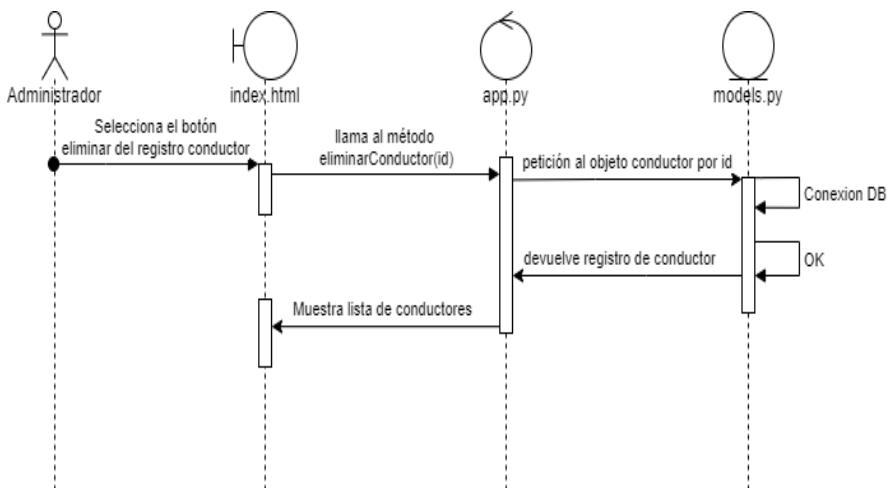 Administrador
index.html
app.py
models.py
Selecciona el botón
eliminar del registro conductor
llama al método
eliminarConductor(id)
petición al objeto conductor por id
Conexion DB
devuelve registro de conductor
OK
Muestra lista de conductores